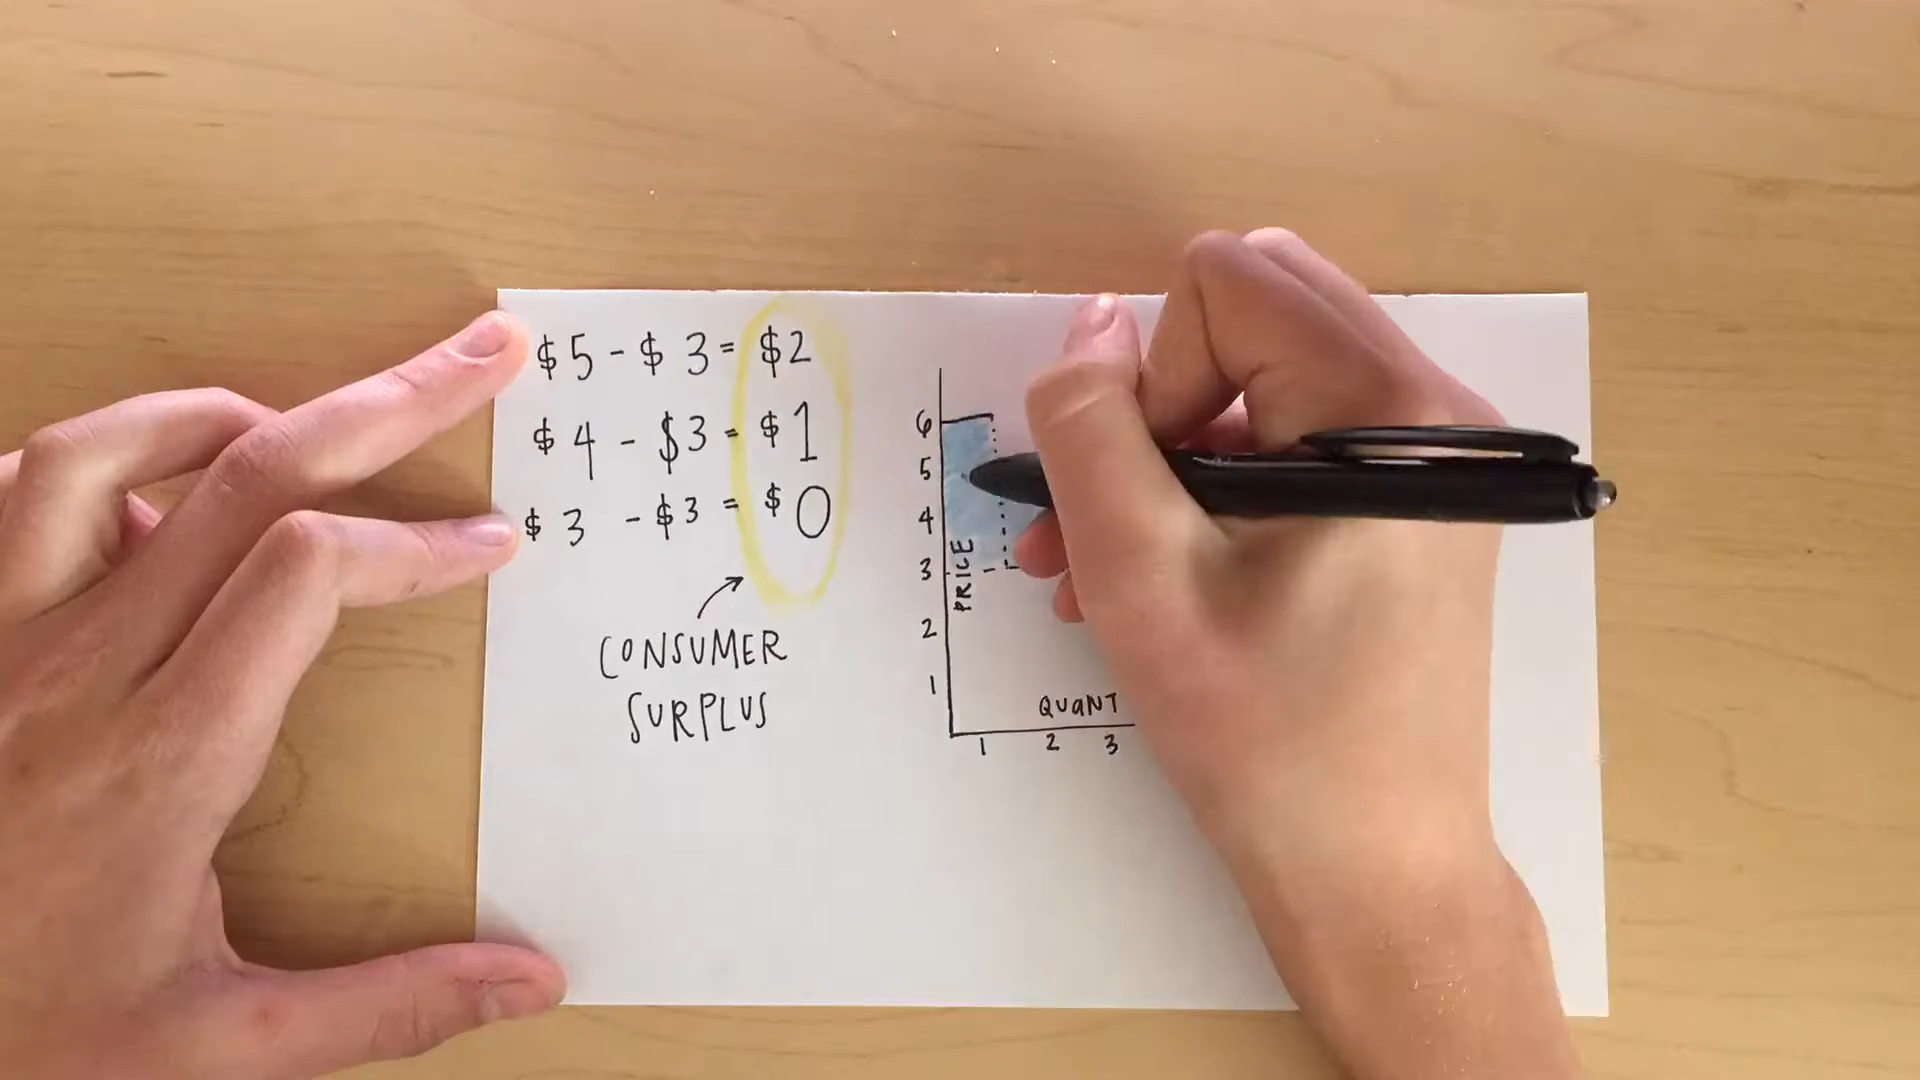 $5 - $3 = $2
$4 - $3 = $1
$3 - $3 = $0
CONSUMER
SURPLUS
6
5
4
3
2
1
PRICE
QUANT
1 2 3